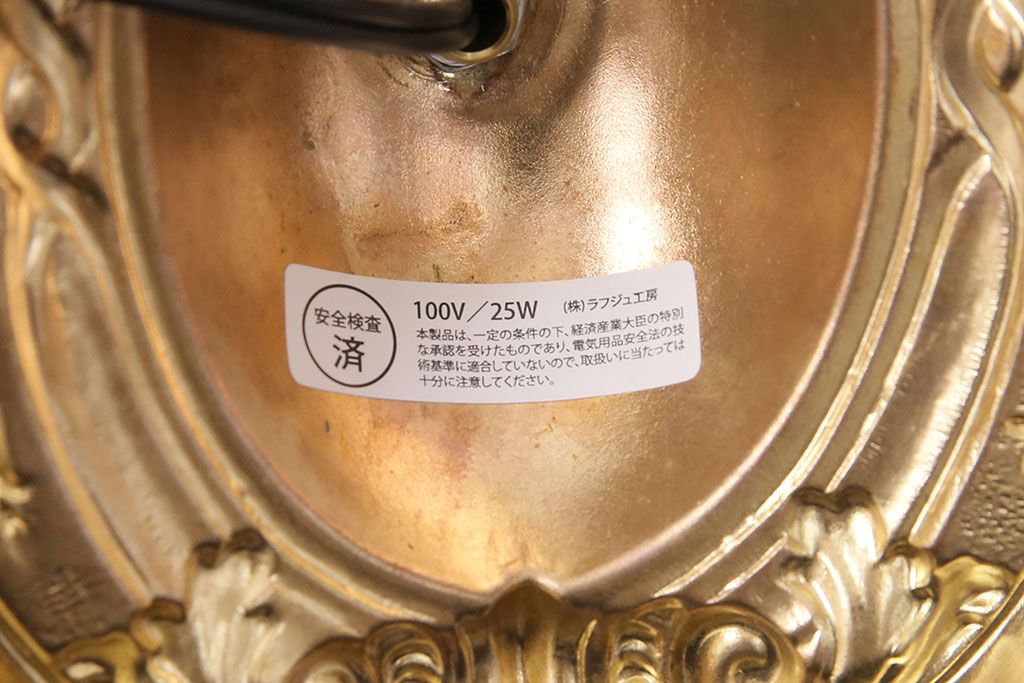 安全検査
済
100V／25W (株)ラフジュ工房
本製品は、一定の条件の下、経済産業大臣の特別
な承認を受けたものであり、電気用品安全法の技
術基準に適合していないので、取扱いに当たっては
十分に注意してください。